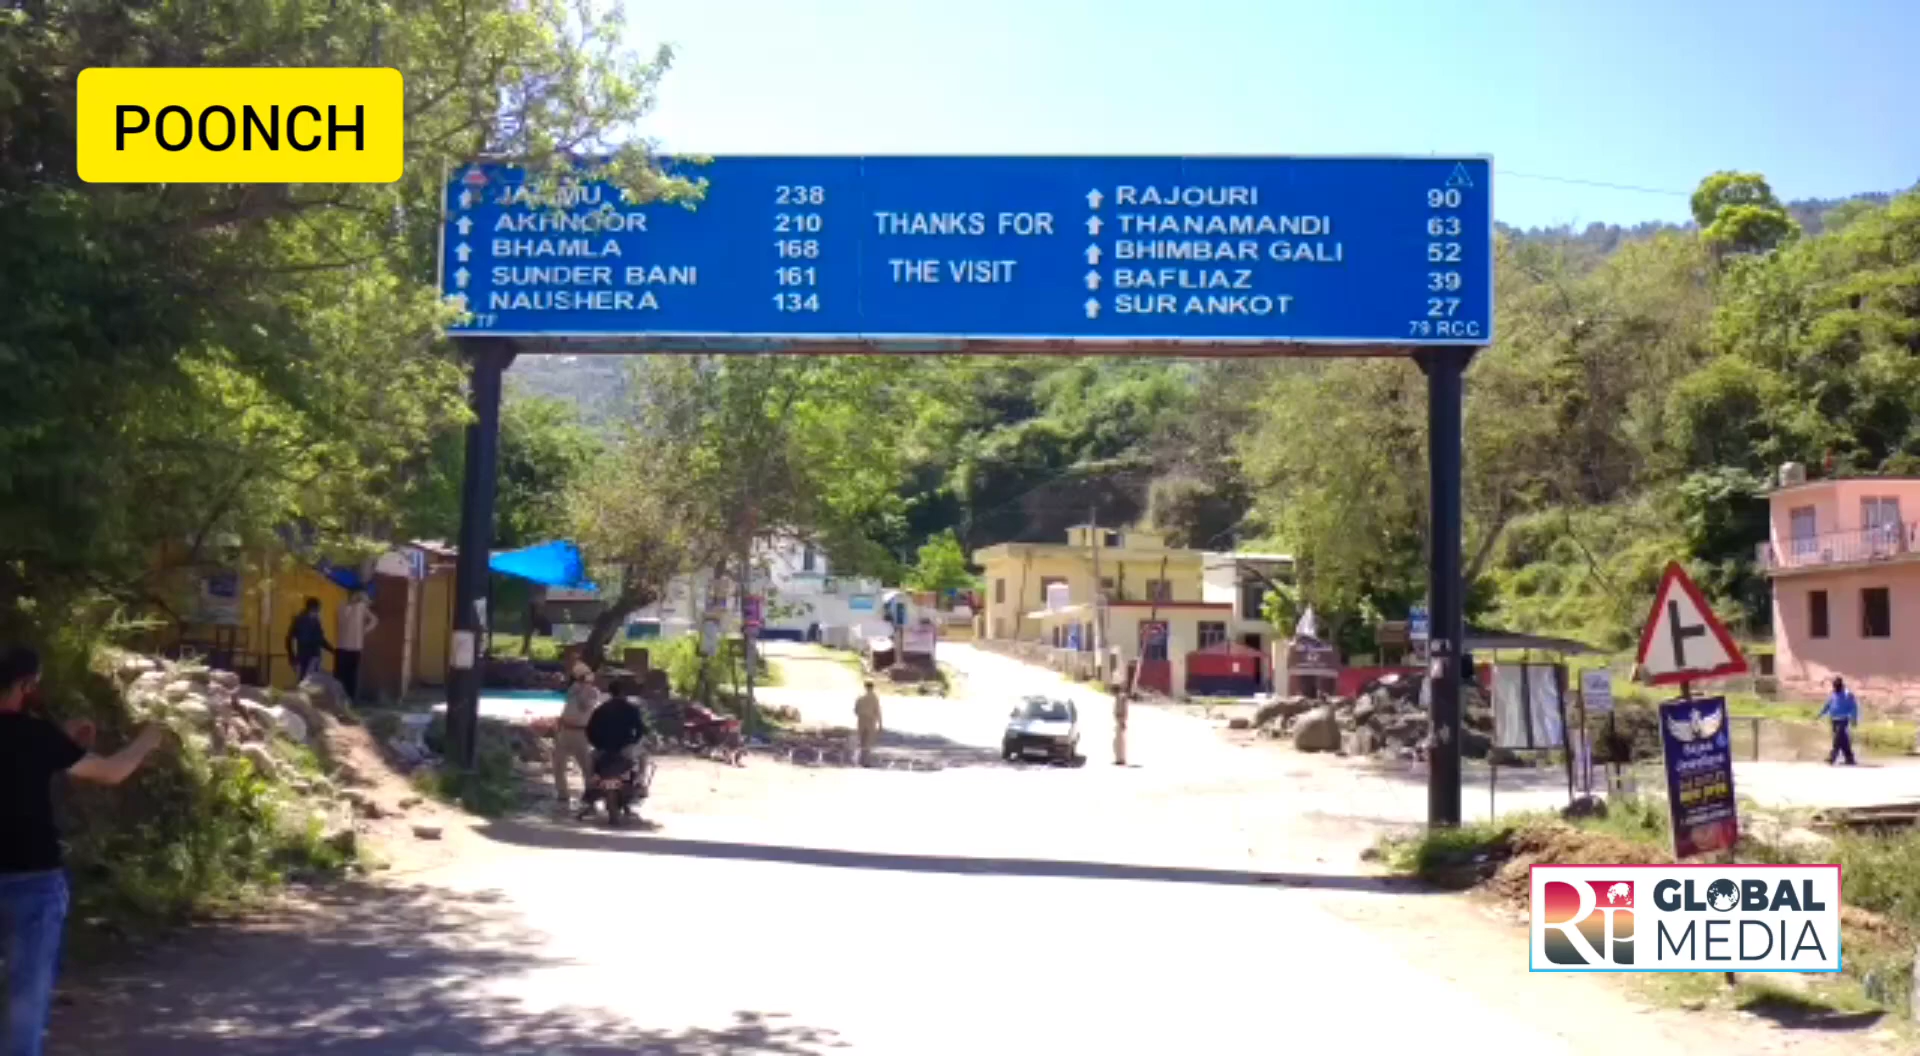 POONCH
JAMMU 238
AKHNOOR 210
BHAMLA 168
SUNDER BANI 161
NAUSHERA 134
THANKS FOR
THE VISIT
RAJOURI 90
THANAMANDI 63
BHIMBAR GALI 52
BAFLIAZ 39
SURANKOT 27
79 RCC
Rp GLOBAL
MEDIA